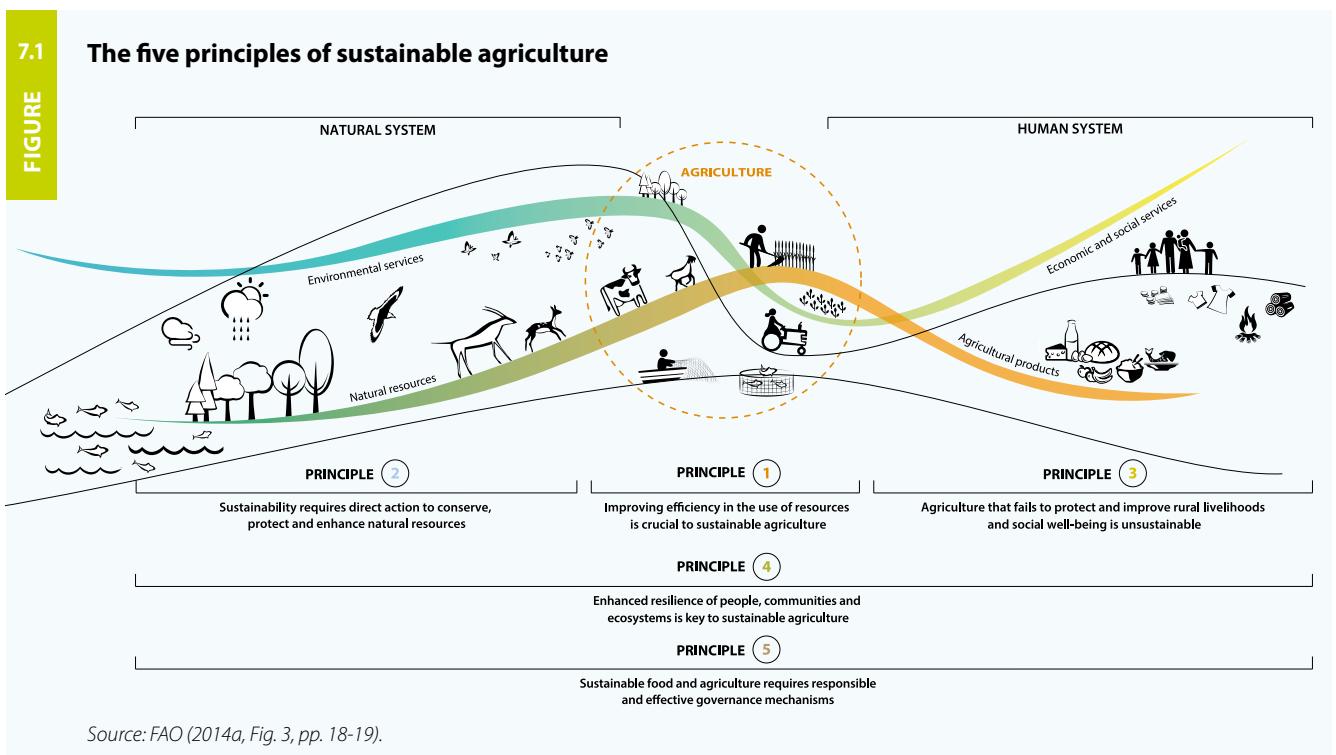 7.1
FIGURE
The five principles of sustainable agriculture
NATURAL SYSTEM
HUMAN SYSTEM
AGRICULTURE
Environmental services
Economic and social services
Natural resources
Agricultural products
PRINCIPLE 2
Sustainability requires direct action to conserve,
protect and enhance natural resources
PRINCIPLE 1
Improving efficiency in the use of resources
is crucial to sustainable agriculture
PRINCIPLE 3
Agriculture that fails to protect and improve rural livelihoods
and social well-being is unsustainable
PRINCIPLE 4
Enhanced resilience of people, communities and
ecosystems is key to sustainable agriculture
PRINCIPLE 5
Sustainable food and agriculture requires responsible
and effective governance mechanisms
Source: FAO (2014a, Fig. 3, pp. 18-19).